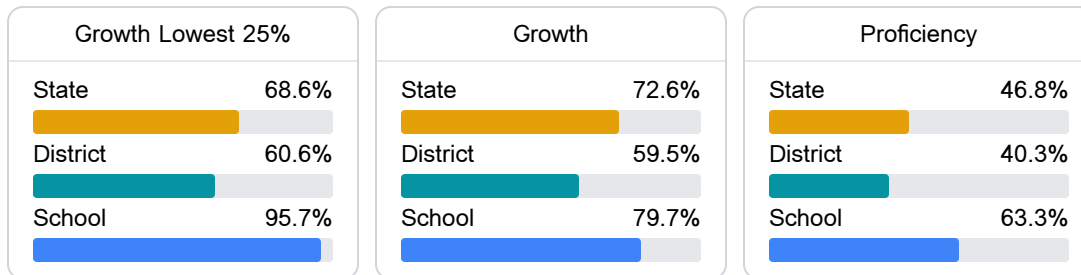 Growth Lowest 25%
State 68.6%
District 60.6%
School 95.7%
Growth
State 72.6%
District 59.5%
School 79.7%
Proficiency
State 46.8%
District 40.3%
School 63.3%